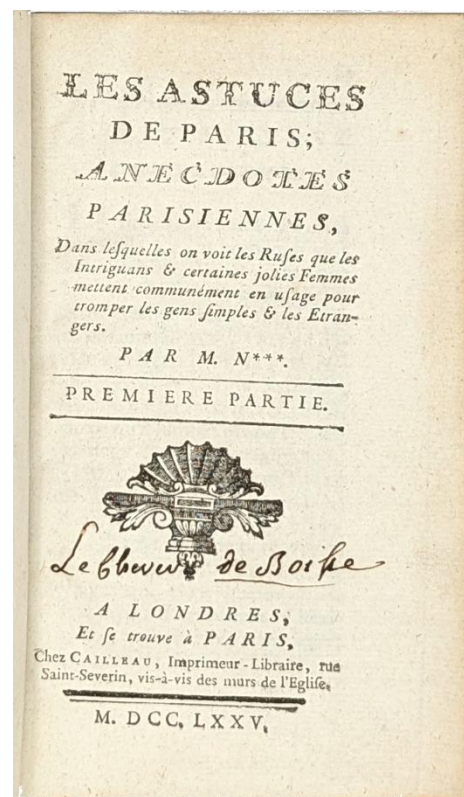 LES ASTUCES
DE PARIS;
ANECDOTES
PARISIENNES,
Dans leſquelles on voit les Ruſes que les
Intriguans & certaines jolies Femmes
mettent communément en uſage pour
tromper les gens ſimples & les Etran-
gers.
PAR M. N***.
PREMIERE PARTIE.
de
A LONDRES,
Et ſe trouve à PARIS,
Chez CAILLEAU, Imprimeur-Libraire, rue
Saint-Severin, vis-à-vis des murs de l'Egliſe,
M. DCC. LXXV.